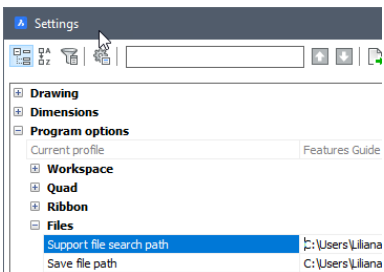 Settings
Drawing
Dimensions
Program options
Current profile Features Guide
Workspace
Quad
Ribbon
Files
Support file search path C:\Users\Liliana
Save file path C:\Users\Liliana